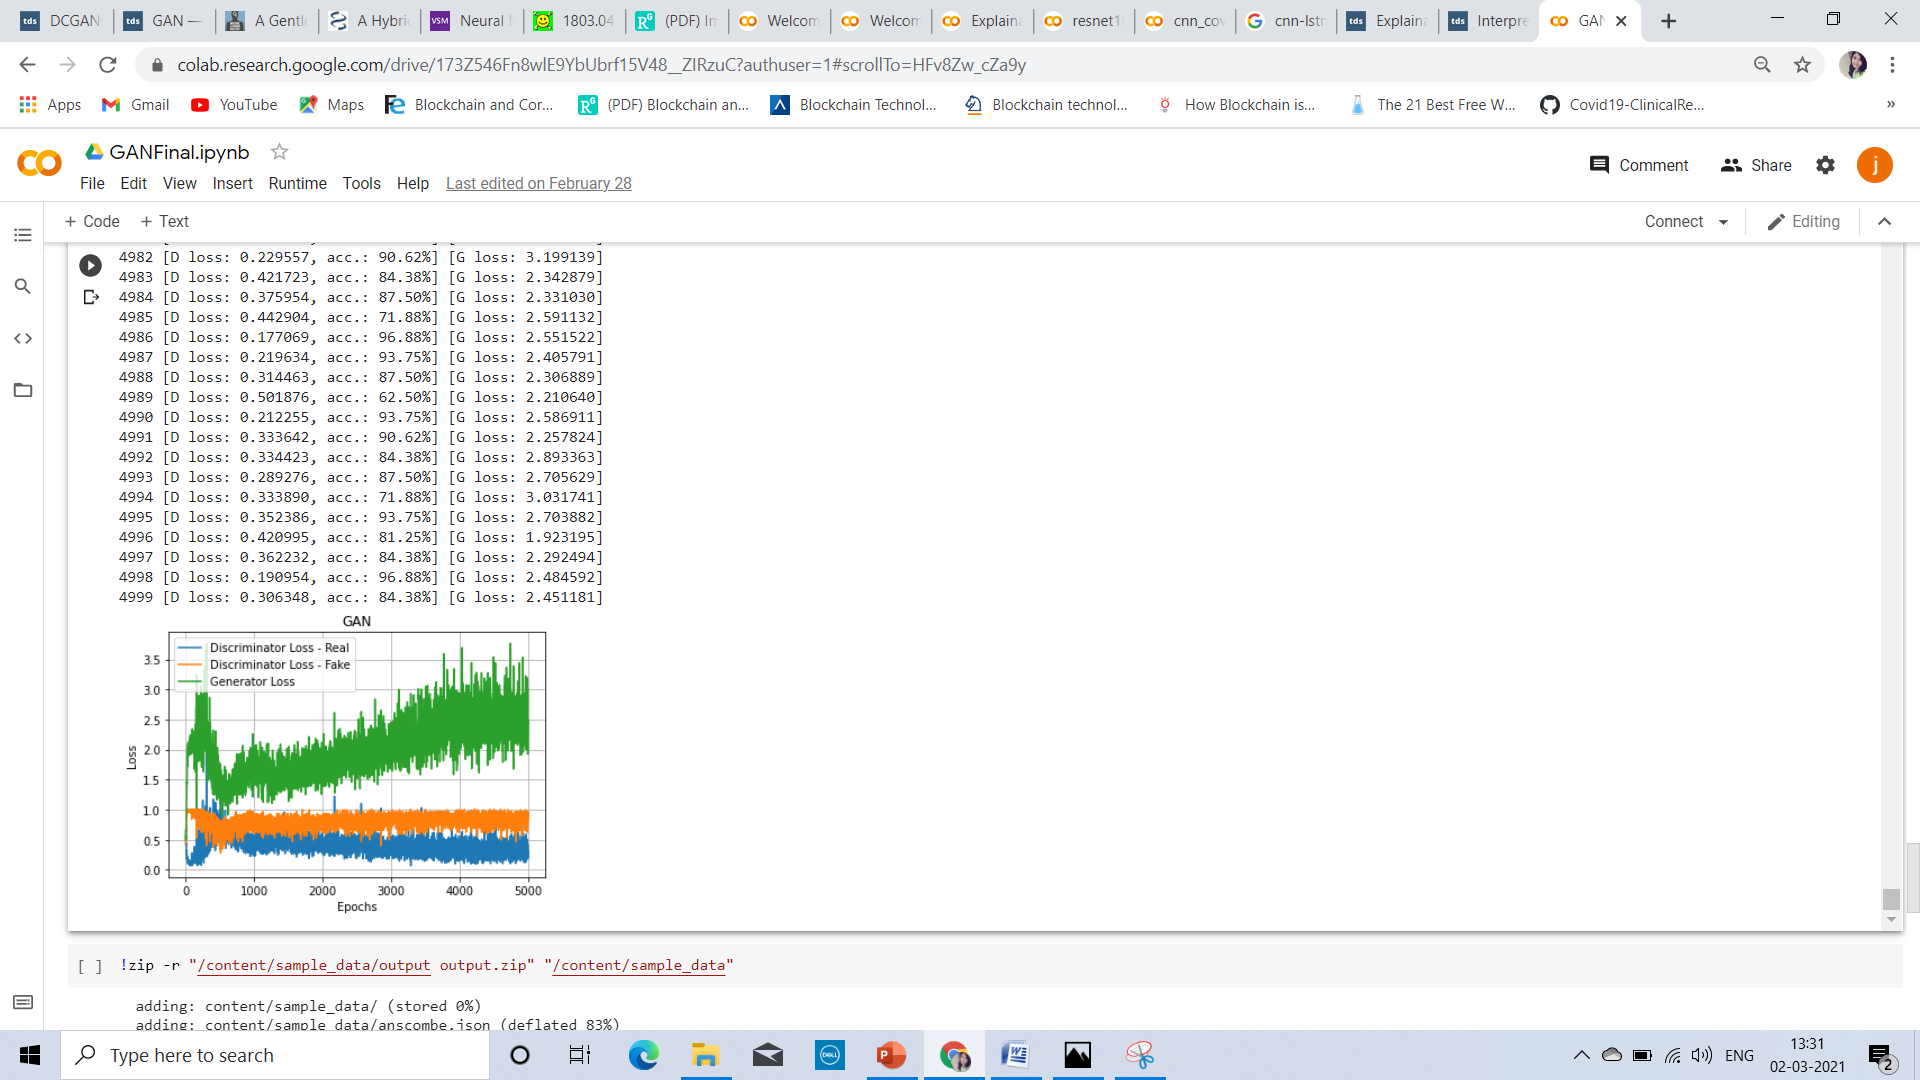 DCGAN
GAN —
A Gentl
A Hybri
Neural
1803.04
(PDF) I
Welcom
Welcom
Explain
resnet1
cnn_cov
cnn-lstn
Explain
Interpre
GAN
colab.research.google.com/drive/173Z546Fn8wlE9YbUbrf15V48__ZIRzuC?authuser=1#scrollTo=HFv8Zw_cZa9y
Apps Gmail YouTube Maps Blockchain and Cor... (PDF) Blockchain an... Blockchain Technol... Blockchain technol... How Blockchain is... The 21 Best Free W... Covid19-ClinicalRe... »
GANFinal.ipynb
Comment Share j
File Edit View Insert Runtime Tools Help Last edited on February 28
+ Code + Text
Connect Editing
4982 [D loss: 0.229557, acc.: 90.62%] [G loss: 3.199139]
4983 [D loss: 0.421723, acc.: 84.38%] [G loss: 2.342879]
4984 [D loss: 0.375954, acc.: 87.50%] [G loss: 2.331030]
4985 [D loss: 0.442904, acc.: 71.88%] [G loss: 2.591132]
4986 [D loss: 0.177069, acc.: 96.88%] [G loss: 2.551522]
4987 [D loss: 0.219634, acc.: 93.75%] [G loss: 2.405791]
4988 [D loss: 0.314463, acc.: 87.50%] [G loss: 2.306889]
4989 [D loss: 0.501876, acc.: 62.50%] [G loss: 2.210640]
4990 [D loss: 0.212255, acc.: 93.75%] [G loss: 2.586911]
4991 [D loss: 0.333642, acc.: 90.62%] [G loss: 2.257824]
4992 [D loss: 0.334423, acc.: 84.38%] [G loss: 2.893363]
4993 [D loss: 0.289276, acc.: 87.50%] [G loss: 2.705629]
4994 [D loss: 0.333890, acc.: 71.88%] [G loss: 3.031741]
4995 [D loss: 0.352386, acc.: 93.75%] [G loss: 2.703882]
4996 [D loss: 0.420995, acc.: 81.25%] [G loss: 1.923195]
4997 [D loss: 0.362232, acc.: 84.38%] [G loss: 2.292494]
4998 [D loss: 0.190954, acc.: 96.88%] [G loss: 2.484592]
4999 [D loss: 0.306348, acc.: 84.38%] [G loss: 2.451181]
GAN
Discriminator Loss - Real
Discriminator Loss - Fake
Generator Loss
3.5
3.0
2.5
2.0
1.5
1.0
0.5
0.0
Loss
0 1000 2000 3000 4000 5000
Epochs
[ ] !zip -r "/content/sample_data/output output.zip" "/content/sample_data"
adding: content/sample_data/ (stored 0%)
adding: content/sample_data/anscombe.json (deflated 83%)
Type here to search
ENG
13:31
02-03-2021
2